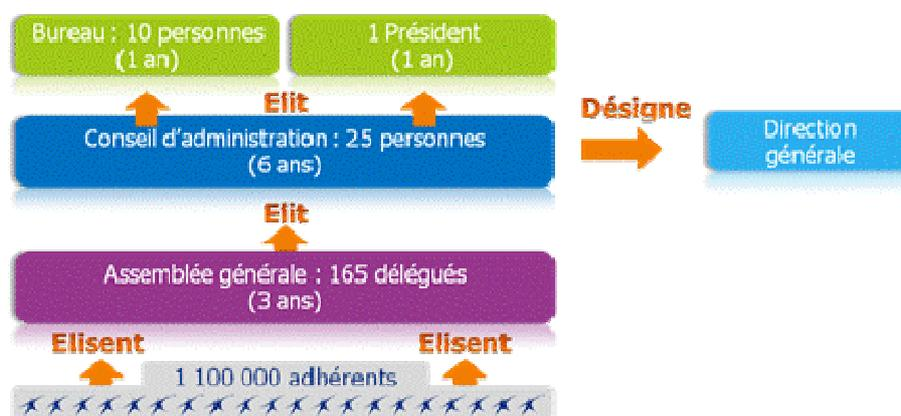 Bureau : 10 personnes
(1 an)
1 Président
(1 an)
Elit
Conseil d'administration : 25 personnes
(6 ans)
Désigne
Direction
générale
Elit
Assemblée générale : 165 délégués
(3 ans)
Elisent
Elisent
1 100 000 adhérents